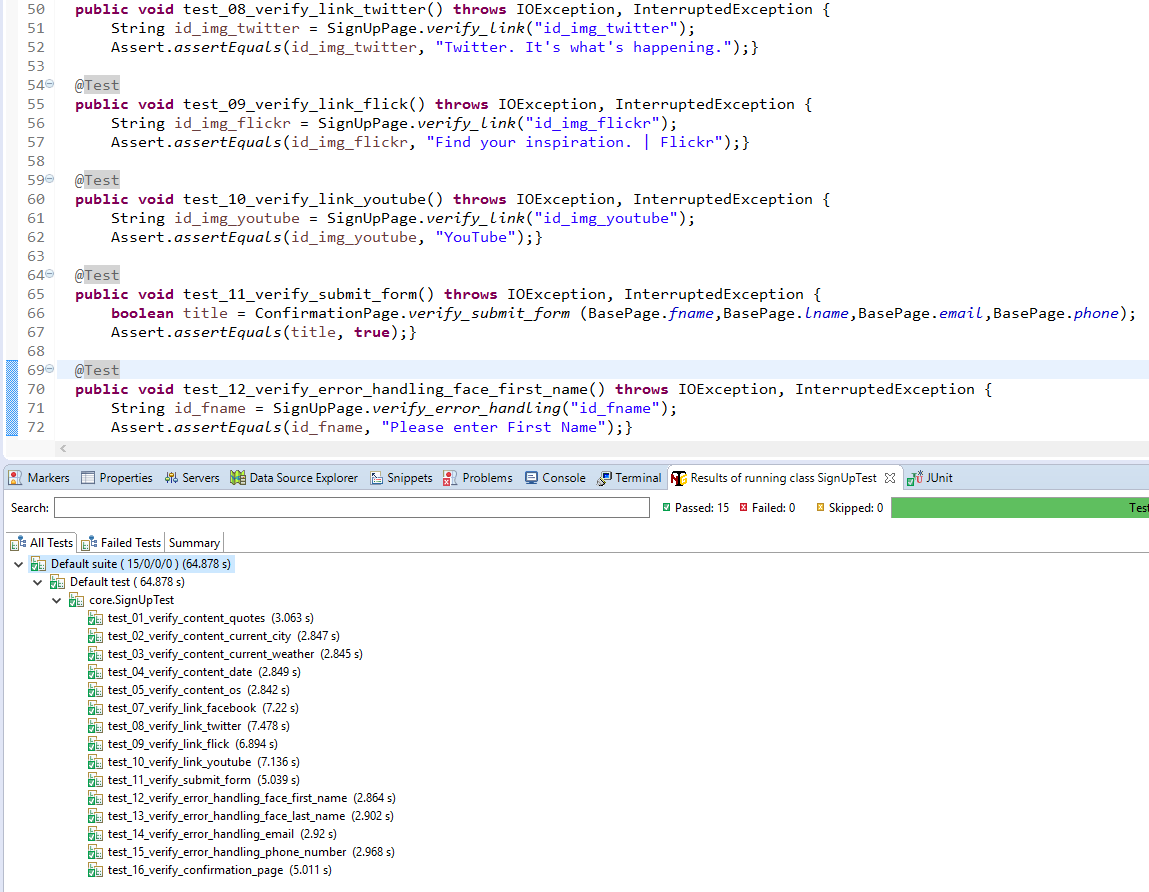 50 public void test_08_verify_link_twitter() throws IOException, InterruptedException {
51 String id_img_twitter = SignUpPage.verify_link("id_img_twitter");
52 Assert.assertEquals(id_img_twitter, "Twitter. It's what's happening.");}
53
54 @Test
55 public void test_09_verify_link_flick() throws IOException, InterruptedException {
56 String id_img_flickr = SignUpPage.verify_link("id_img_flickr");
57 Assert.assertEquals(id_img_flickr, "Find your inspiration. | Flickr");}
58
59 @Test
60 public void test_10_verify_link_youtube() throws IOException, InterruptedException {
61 String id_img_youtube = SignUpPage.verify_link("id_img_youtube");
62 Assert.assertEquals(id_img_youtube, "YouTube");}
63
64 @Test
65 public void test_11_verify_submit_form() throws IOException, InterruptedException {
66 boolean title = ConfirmationPage.verify_submit_form (BasePage.fname,BasePage.lname,BasePage.email,BasePage.phone);
67 Assert.assertEquals(title, true);}
68
69 @Test
70 public void test_12_verify_error_handling_face_first_name() throws IOException, InterruptedException {
71 String id_fname = SignUpPage.verify_error_handling("id_fname");
72 Assert.assertEquals(id_fname, "Please enter First Name");}
Markers Properties Servers Data Source Explorer Snippets Problems Console Terminal Results of running class SignUpTest JUnit
Search: Passed: 15 Failed: 0 Skipped: 0 Test
All Tests Failed Tests Summary
Default suite ( 15/0/0/0 ) (64.878 s)
Default test ( 64.878 s)
core.SignUpTest
test_01_verify_content_quotes (3.063 s)
test_02_verify_content_current_city (2.847 s)
test_03_verify_content_current_weather (2.845 s)
test_04_verify_content_date (2.849 s)
test_05_verify_content_os (2.842 s)
test_07_verify_link_facebook (7.22 s)
test_08_verify_link_twitter (7.478 s)
test_09_verify_link_flick (6.894 s)
test_10_verify_link_youtube (7.136 s)
test_11_verify_submit_form (5.039 s)
test_12_verify_error_handling_face_first_name (2.864 s)
test_13_verify_error_handling_face_last_name (2.902 s)
test_14_verify_error_handling_email (2.92 s)
test_15_verify_error_handling_phone_number (2.968 s)
test_16_verify_confirmation_page (5.011 s)